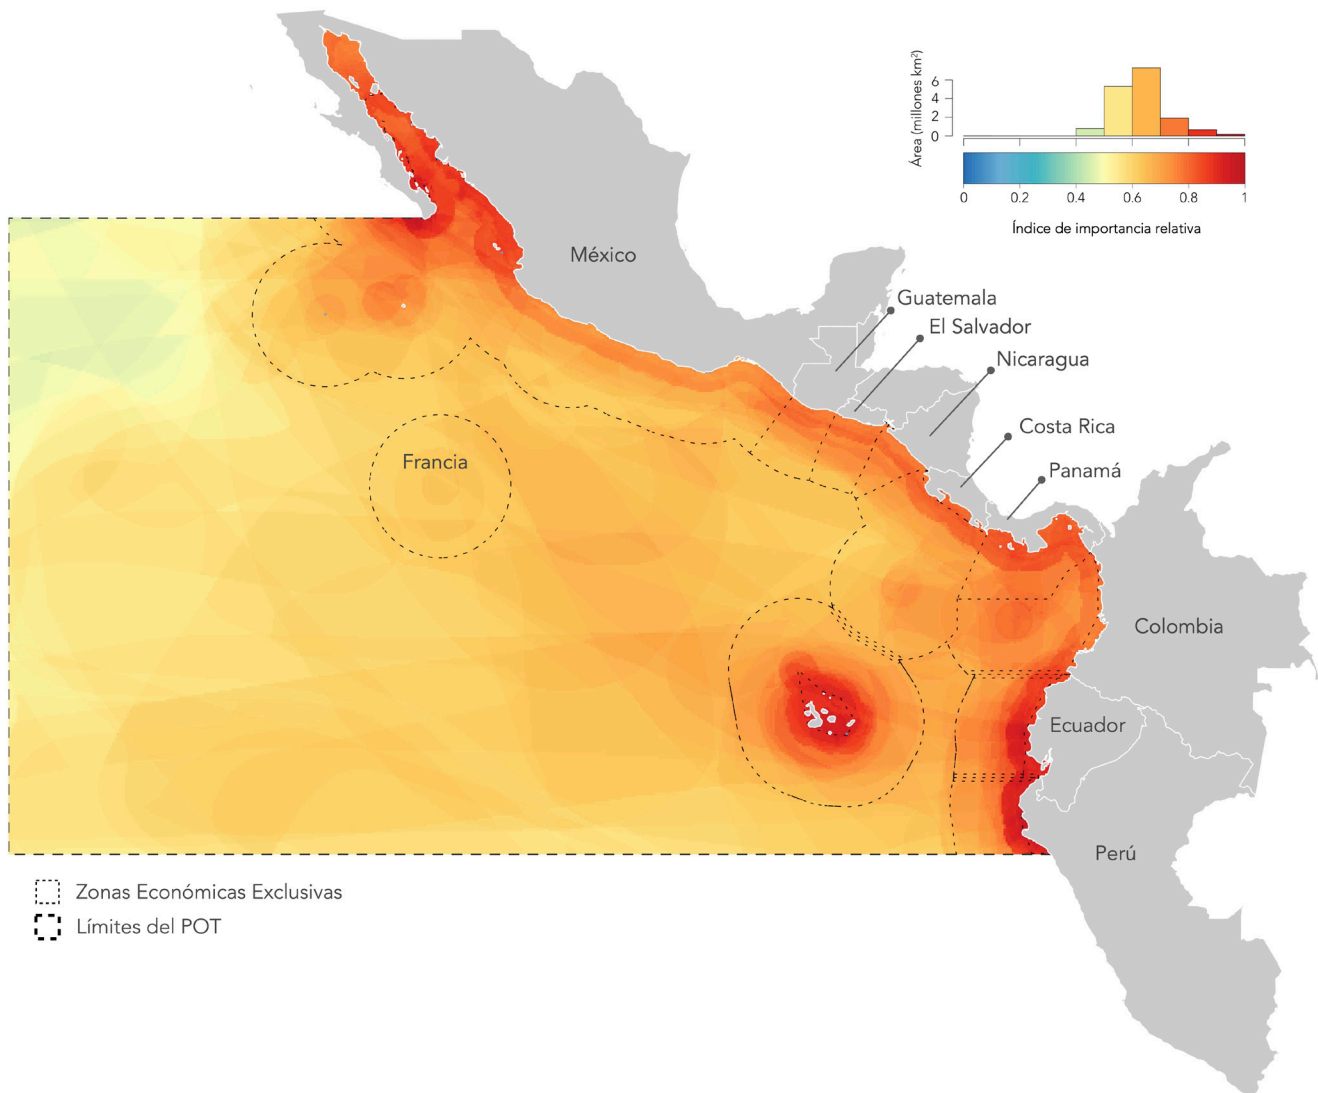 Área (millones km²)
6
4
2
0
0 0.2 0.4 0.6 0.8 1
Índice de importancia relativa
México
Guatemala
El Salvador
Nicaragua
Costa Rica
Panamá
Francia
Colombia
Ecuador
Perú
Zonas Económicas Exclusivas
Límites del POT